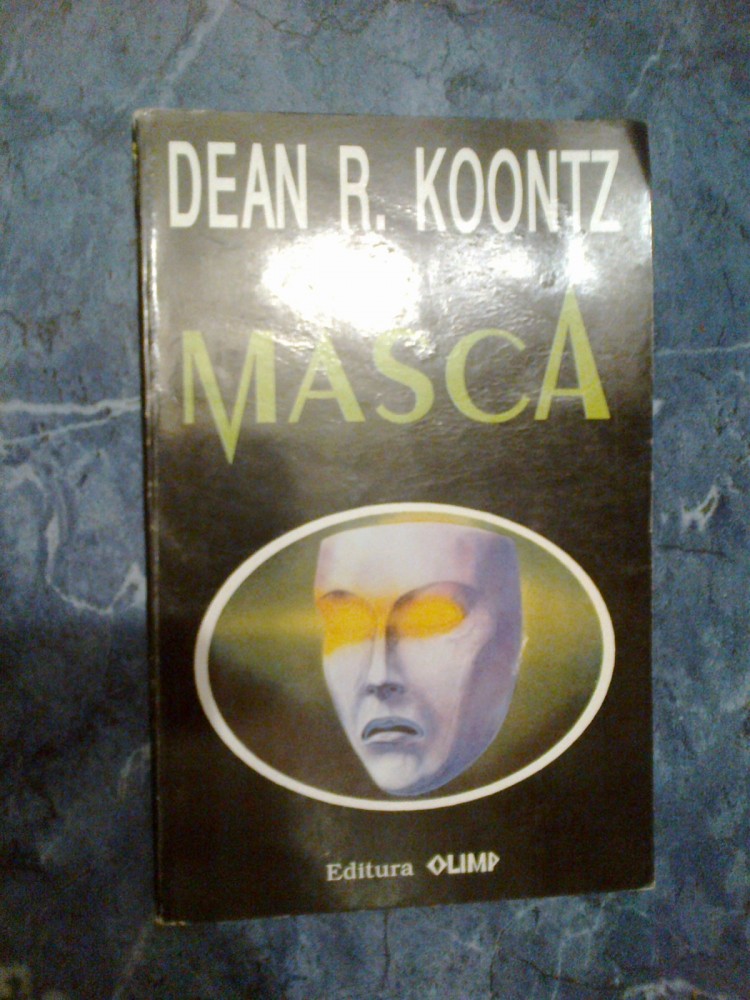 DEAN R. KOONTZ
MASCA
Editura OLIMP